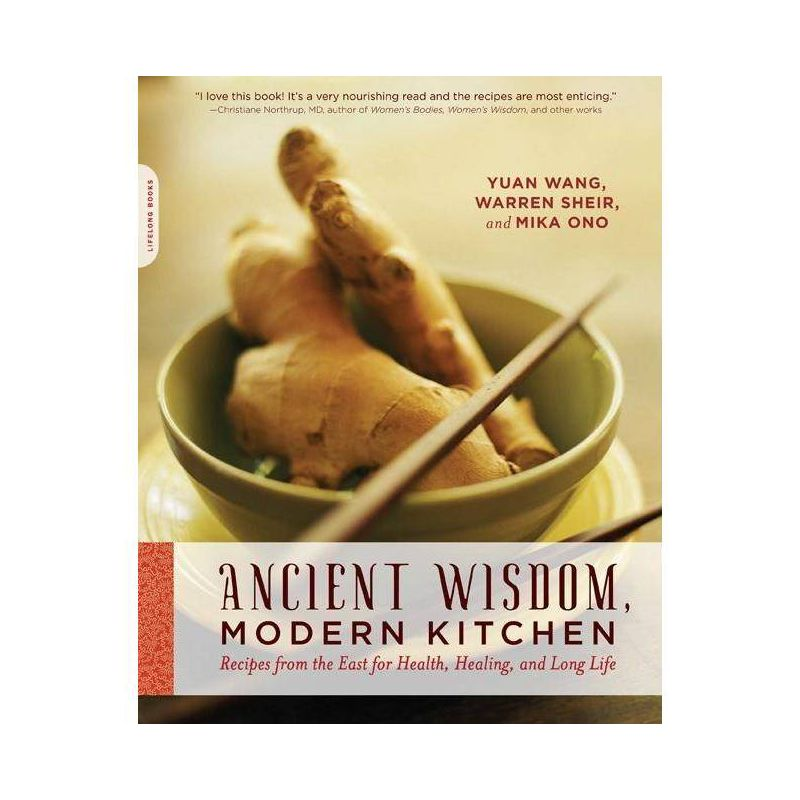 “I love this book! It’s a very nourishing read and the recipes are most enticing.”
—Christiane Northrup, MD, author of Women’s Bodies, Women’s Wisdom, and other works
LIFELONG BOOKS
YUAN WANG,
WARREN SHEIR,
and MIKA ONO
ANCIENT WISDOM,
MODERN KITCHEN
Recipes from the East for Health, Healing, and Long Life